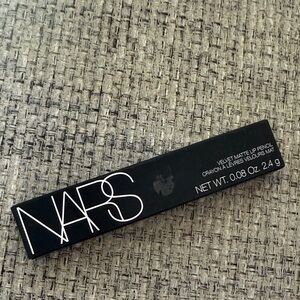 NARS
VELVET MATTE LIP PENCIL
CRAYON À LÈVRES VELOURS MAT
NET WT. 0.08 Oz. 2.4 g